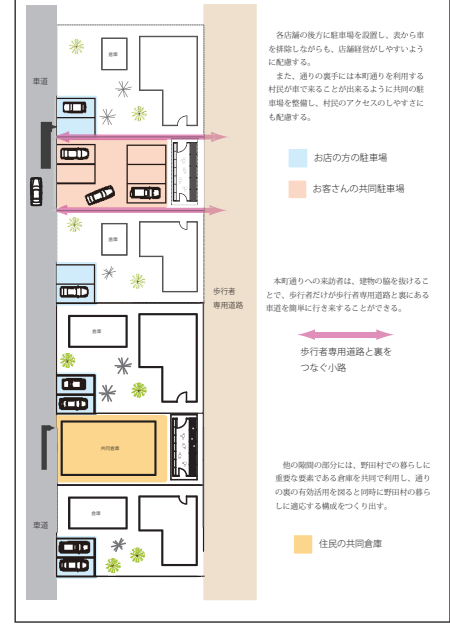 各店舗の後方に駐車場を設置し、表から車
を排除しながらも、店舗経営がしやすいよう
に配慮する。
また、通りの裏手には本町通りを利用する
村民が車で来ることが出来るように共同の駐
車場を整備し、村民のアクセスのしやすさに
も配慮する。
お店の方の駐車場
お客さんの共同駐車場
本町通りへの来訪者は、建物の脇を抜けるこ
とで、歩行者だけが歩行者専用道路と裏にある
車道を簡単に行き来することができる。
歩行者専用道路と裏を
つなぐ小路
他の隙間の部分には、野田村での暮らしに
重要な要素である倉庫を共同で利用し、通り
の裏の有効活用を図ると同時に野田村の暮ら
しに適応する構成をつくり出す。
住民の共同倉庫
車道
倉庫
倉庫
歩行者
専用道路
倉庫
共同倉庫
倉庫
車道